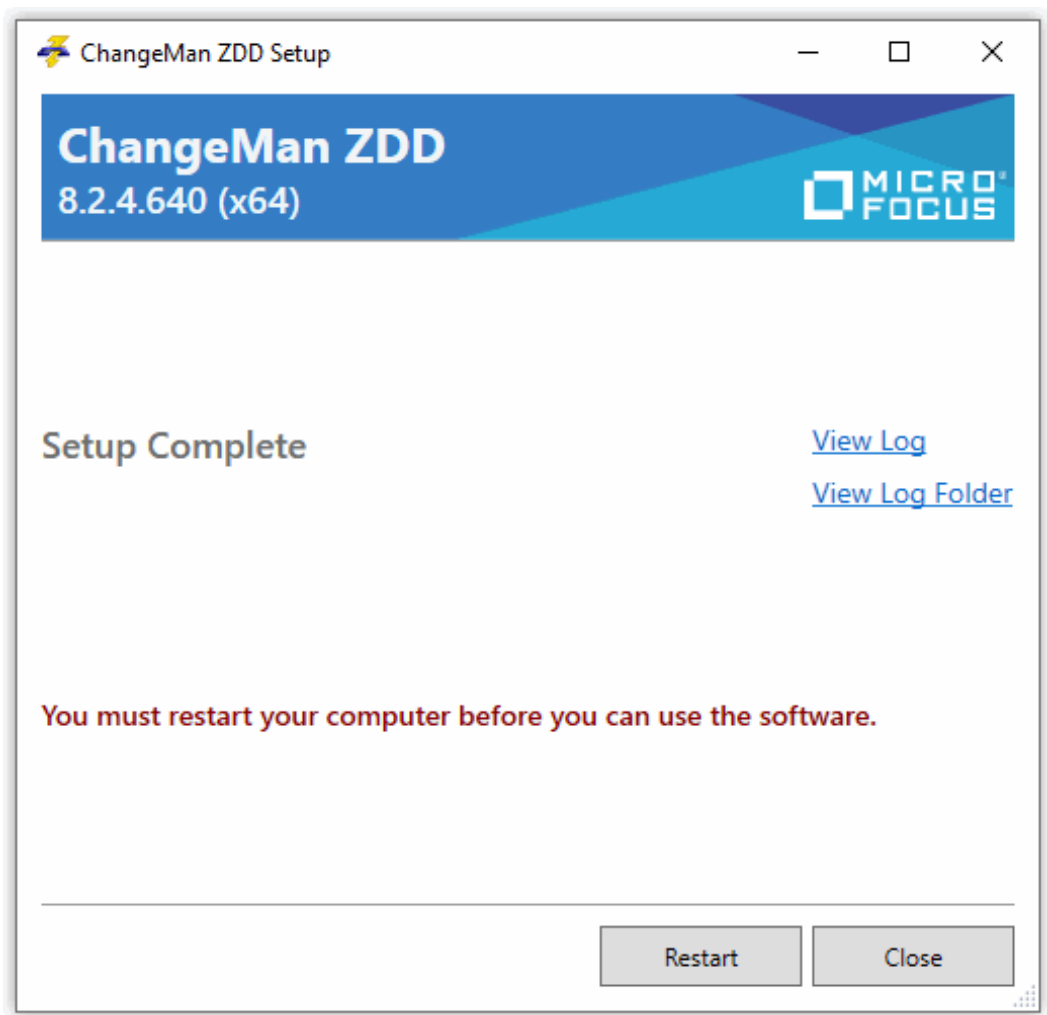 ChangeMan ZDD Setup
ChangeMan ZDD
8.2.4.640 (x64)
MICRO®
FOCUS
Setup Complete
View Log
View Log Folder
You must restart your computer before you can use the software.
Restart
Close